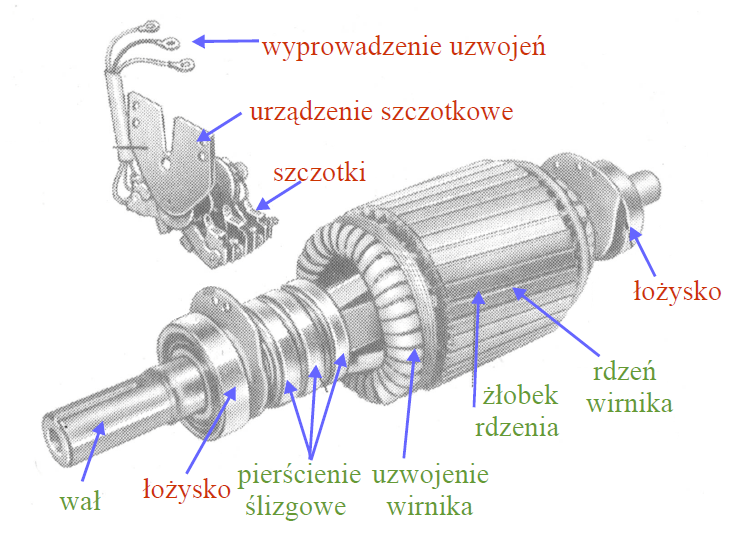 wyprowadzenie uzwojeń
urządzenie szczotkowe
szczotki
łożysko
rdzeń
wirnika
żłobek
rdzenia
pierścienie
ślizgowe
uzwojenie
wirnika
łożysko
wał